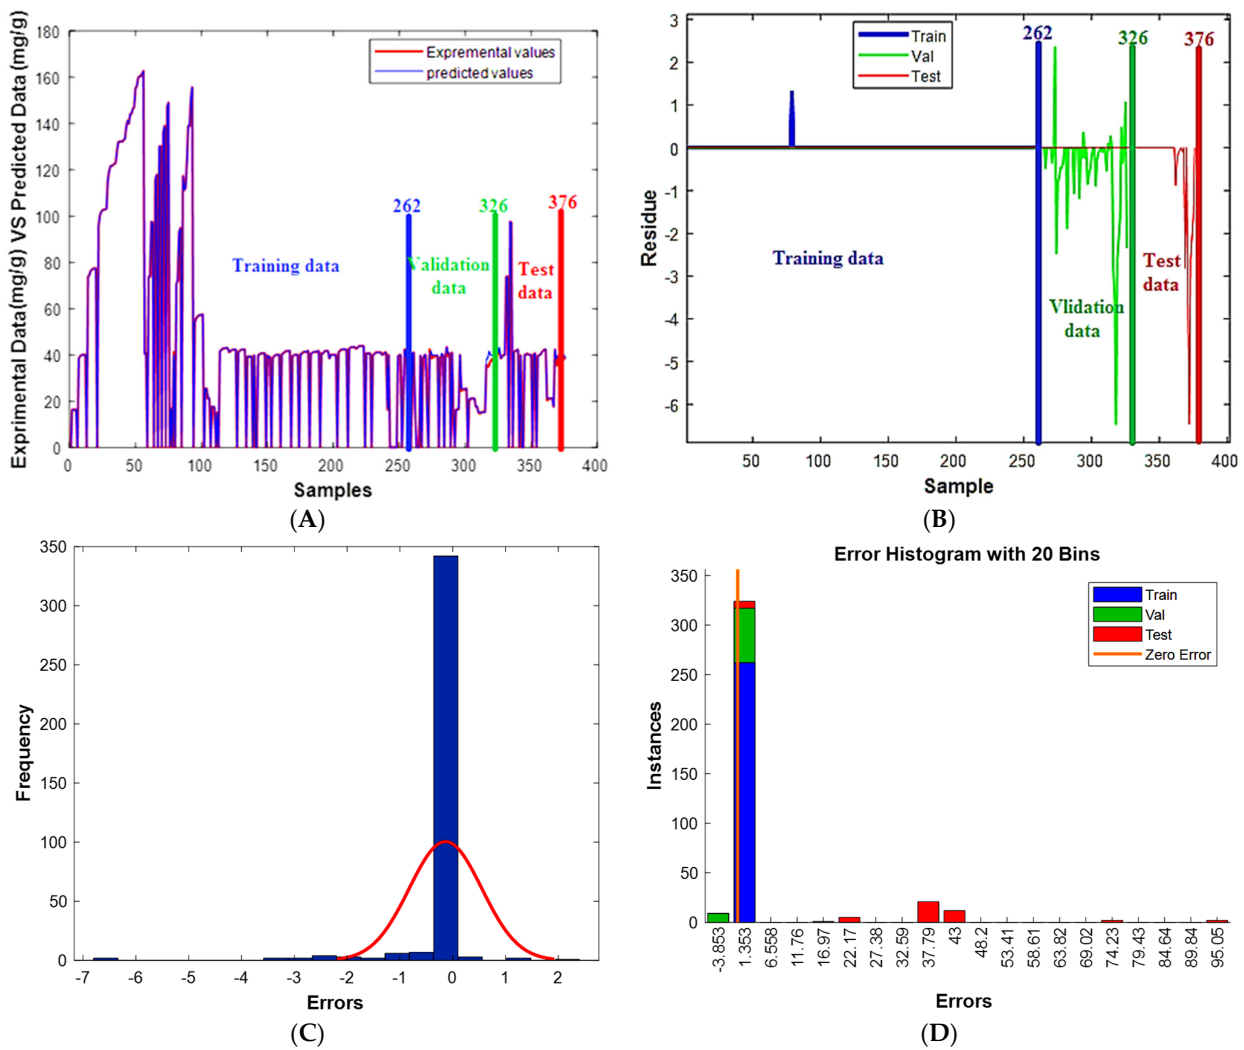 Exprimental Data(mg/g) VS Predicted Data (mg/g)
180
160
140
120
100
80
60
40
20
0
Expremental values
predicted values
262
326
376
Training data
Validation
data
Test
data
0
50
100
150
200
250
300
350
400
Samples
(A)
Residue
3
2
1
0
-1
-2
-3
-4
-5
-6
Train
Val
Test
262
326
376
Training data
Vlidation
data
Test
data
50
100
150
200
250
300
350
400
Sample
(B)
Frequency
350
300
250
200
150
100
50
0
-7
-6
-5
-4
-3
-2
-1
0
1
2
Errors
(C)
Error Histogram with 20 Bins
Instances
350
300
250
200
150
100
50
0
Train
Val
Test
Zero Error
-3.853
1.353
6.558
11.76
16.97
22.17
27.38
32.59
37.79
43
48.2
53.41
58.61
63.82
69.02
74.23
79.43
84.64
89.84
95.05
Errors
(D)